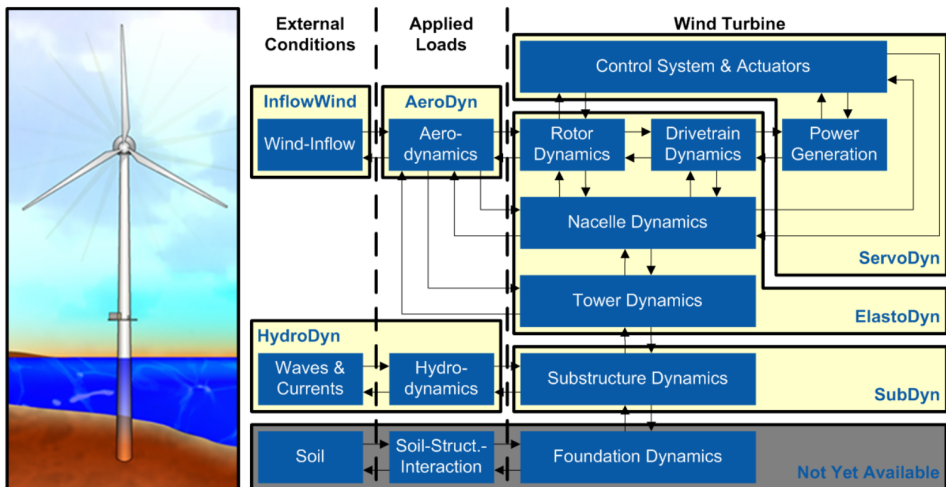 External
Conditions
Applied
Loads
Wind Turbine
Control System & Actuators
InflowWind
AeroDyn
Wind-Inflow
Aero-
dynamics
Rotor
Dynamics
Drivetrain
Dynamics
Power
Generation
Nacelle Dynamics
ServoDyn
Tower Dynamics
ElastoDyn
HydroDyn
Waves &
Currents
Hydro-
dynamics
Substructure Dynamics
SubDyn
Soil
Soil-Struct.-
Interaction
Foundation Dynamics
Not Yet Available